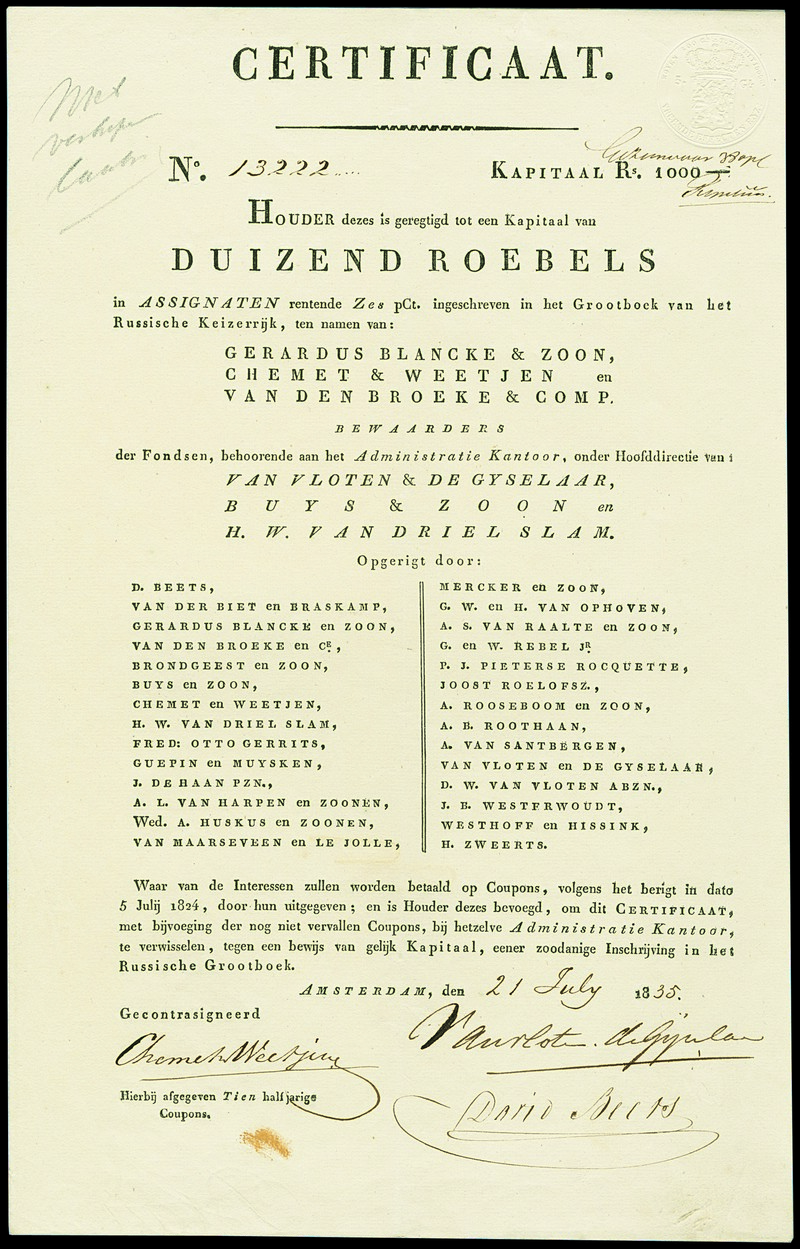 CERTIFICAAT.
Met
No. 13222....
KAPITAAL Rs. 1000
HOUDER dezes is geregtigd tot een Kapitaal van
DUIZEND ROEBELS
in ASSIGNATEN rentende Zes pCt. ingeschreven in het Grootboek van het
Russische Keizerrijk, ten namen van:
GERARDUS BLANCKE & ZOON,
CHEMET & WEETJEN en
VAN DEN BROEKE & COMP.
BEWAARDERS
der Fondsen, behoorende aan het Administratie Kantoor, onder Hoofddirectie van:
VAN VLOTEN & DE GYSELAAR,
BUYS & ZOON en
H. W. VAN DRIEL SLAM.
Opgerigt door:
D. BEETS,
VAN DER BIET en BRASKAMP,
GERARDUS BLANCKE en ZOON,
VAN DEN BROEKE en CE,
BRONDGEEST en ZOON,
BUYS en ZOON,
CHEMET en WEETJEN,
H. W. VAN DRIEL SLAM,
FRED: OTTO GERRITS,
GUEPIN en MUYSKEN,
J. DE HAAN PZN.,
A. L. VAN HARPEN en ZOONEN,
Wed. A. HUSKUS en ZOONEN,
VAN MAARSEVEEN en LE JOLLE,
MERCKER en ZOON,
G. W. en H. VAN OPHOVEN,
A. S. VAN RAALTE en ZOON,
G. en W. REBEL JR
P. J. PIETERSE ROCQUETTE,
JOOST ROELOFSZ.,
A. ROOSEBOOM en ZOON,
A. B. ROOTHAAN,
A. VAN SANTBERGEN,
VAN VLOTEN en DE GYSELAAR,
D. W. VAN VLOTEN ABZN.,
J. B. WESTERWOUDT,
WESTHOFF en HISSINK,
H. ZWEERTS.
Waar van de Interessen zullen worden betaald op Coupons, volgens het berigt in dato
5 Julij 1824, door hun uitgegeven; en is Houder dezes bevoegd, om dit CERTIFICAAT,
met bijvoeging der nog niet vervallen Coupons, bij hetzelve Administratie Kantoor,
te verwisselen, tegen een bewijs van gelijk Kapitaal, eener zoodanige Inschrijving in het
Russische Grootboek.
AMSTERDAM, den 21 July 1835.
Gecontrasigneerd
Chemet & Weetjen
Van Vloten. de Gyselaar
Hierbij afgegeven Tien halfjarige
Coupons.
David Beets